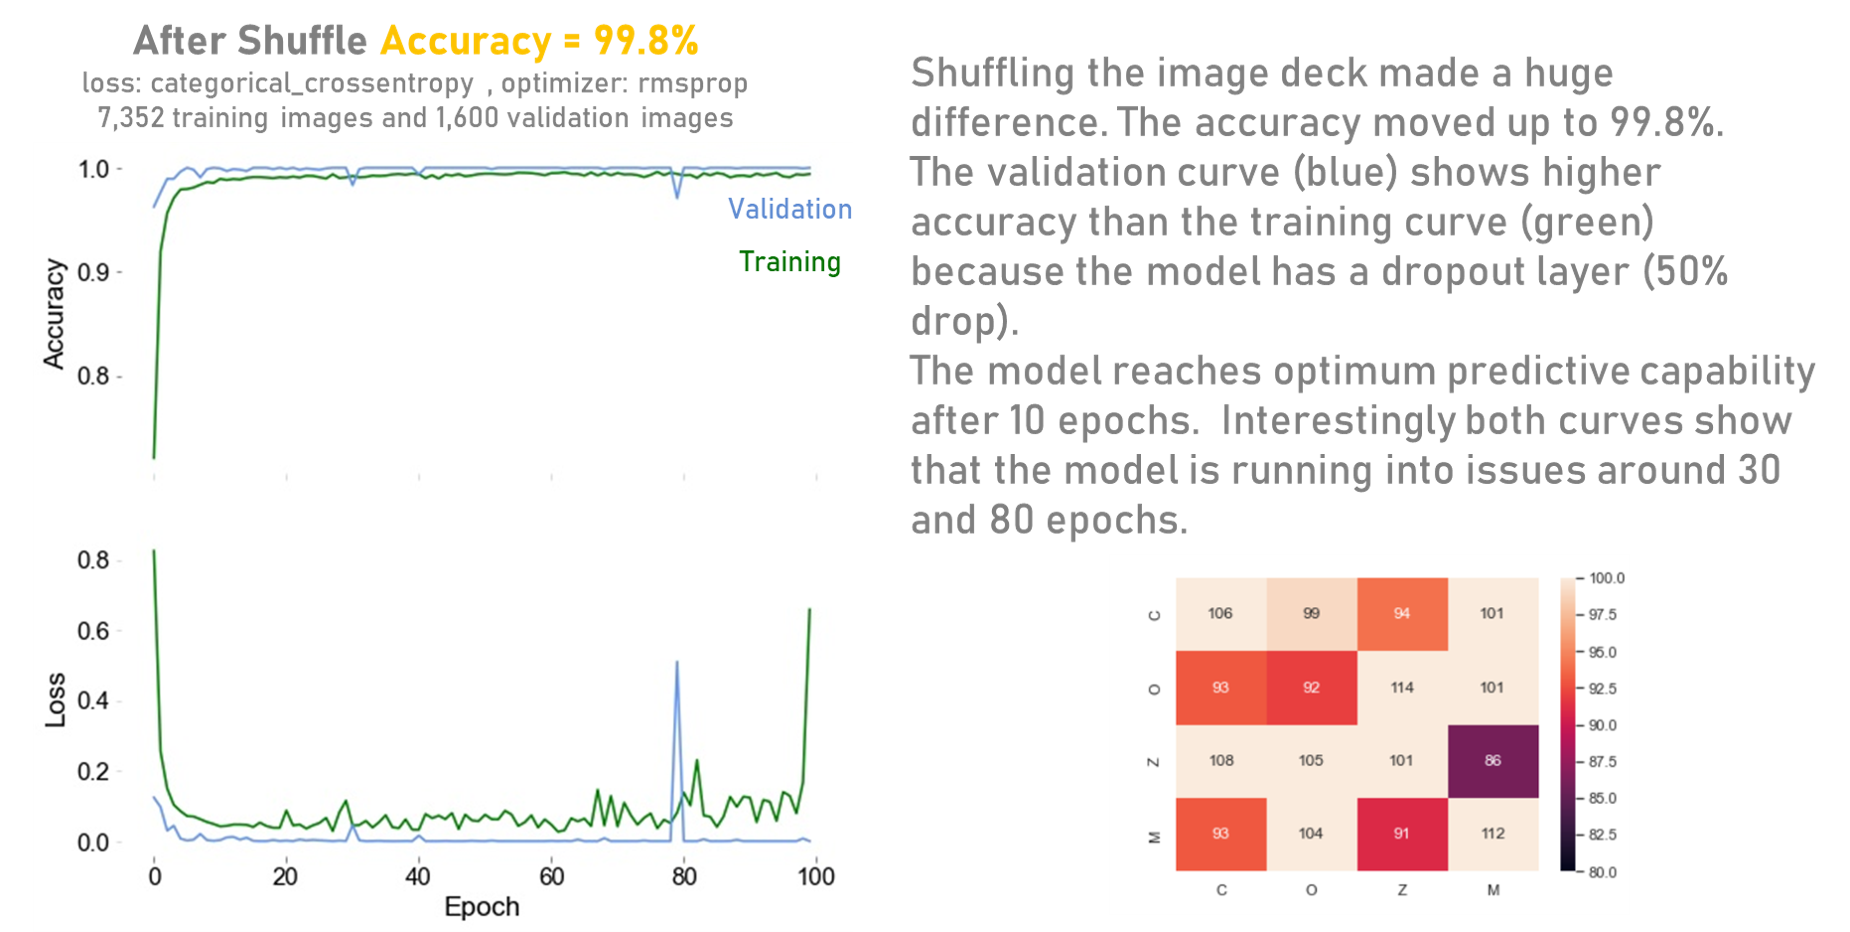 After Shuffle Accuracy = 99.8%
loss: categorical_crossentropy , optimizer: rmsprop
7,352 training images and 1,600 validation images
1.0
0.9
0.8
Accuracy
Validation
Training
0.8
0.6
0.4
0.2
0.0
Loss
0 20 40 60 80 100
Epoch
Shuffling the image deck made a huge
difference. The accuracy moved up to 99.8%.
The validation curve (blue) shows higher
accuracy than the training curve (green)
because the model has a dropout layer (50%
drop).
The model reaches optimum predictive capability
after 10 epochs. Interestingly both curves show
that the model is running into issues around 30
and 80 epochs.
C 106 99 94 101
O 93 92 114 101
Z 108 105 101 86
M 93 104 91 112
C O Z M
100.0
97.5
95.0
92.5
90.0
87.5
85.0
82.5
80.0